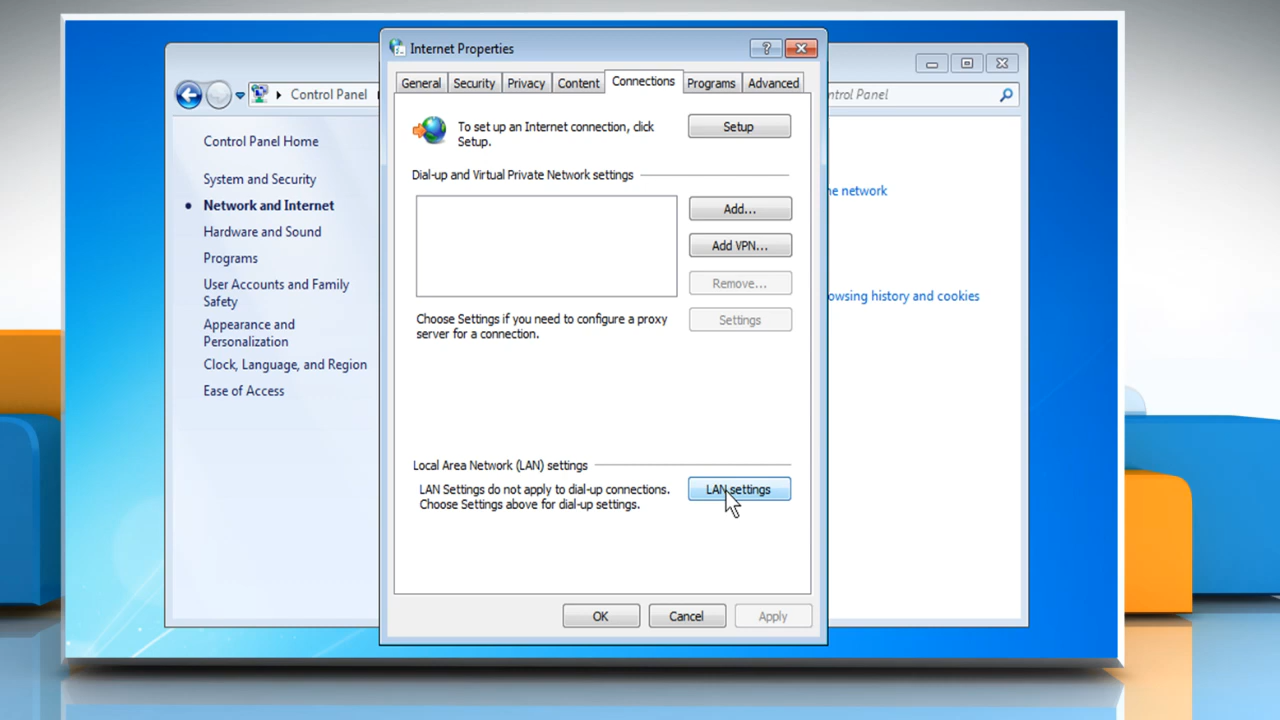 Internet Properties
General Security Privacy Content Connections Programs Advanced
To set up an Internet connection, click
Setup.
Setup
Dial-up and Virtual Private Network settings
Add...
Add VPN...
Remove...
Choose Settings if you need to configure a proxy
server for a connection.
Settings
Local Area Network (LAN) settings
LAN Settings do not apply to dial-up connections.
Choose Settings above for dial-up settings.
LAN settings
OK Cancel Apply
Control Panel
Control Panel Home
System and Security
Network and Internet
Hardware and Sound
Programs
User Accounts and Family
Safety
Appearance and
Personalization
Clock, Language, and Region
Ease of Access
Panel
network
history and cookies